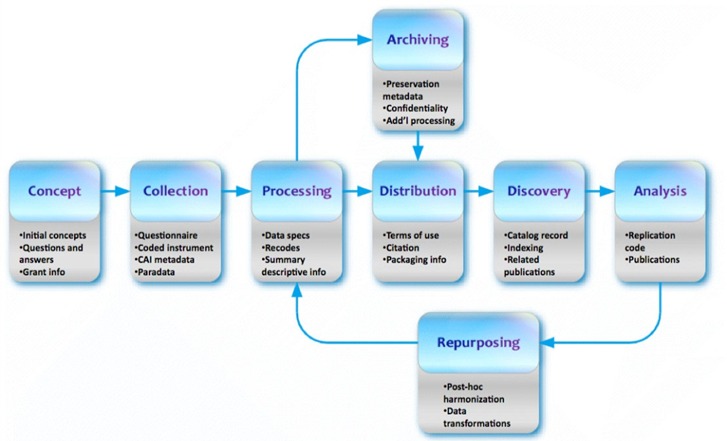 Archiving
•Preservation
metadata
•Confidentiality
•Add'l processing
Concept
•Initial concepts
•Questions and
answers
•Grant info
Collection
•Questionnaire
•Coded instrument
•CAI metadata
•Paradata
Processing
•Data specs
•Recodes
•Summary
descriptive info
Distribution
•Terms of use
•Citation
•Packaging info
Discovery
•Catalog record
•Indexing
•Related
publications
Analysis
•Replication
code
•Publications
Repurposing
•Post-hoc
harmonization
•Data
transformations